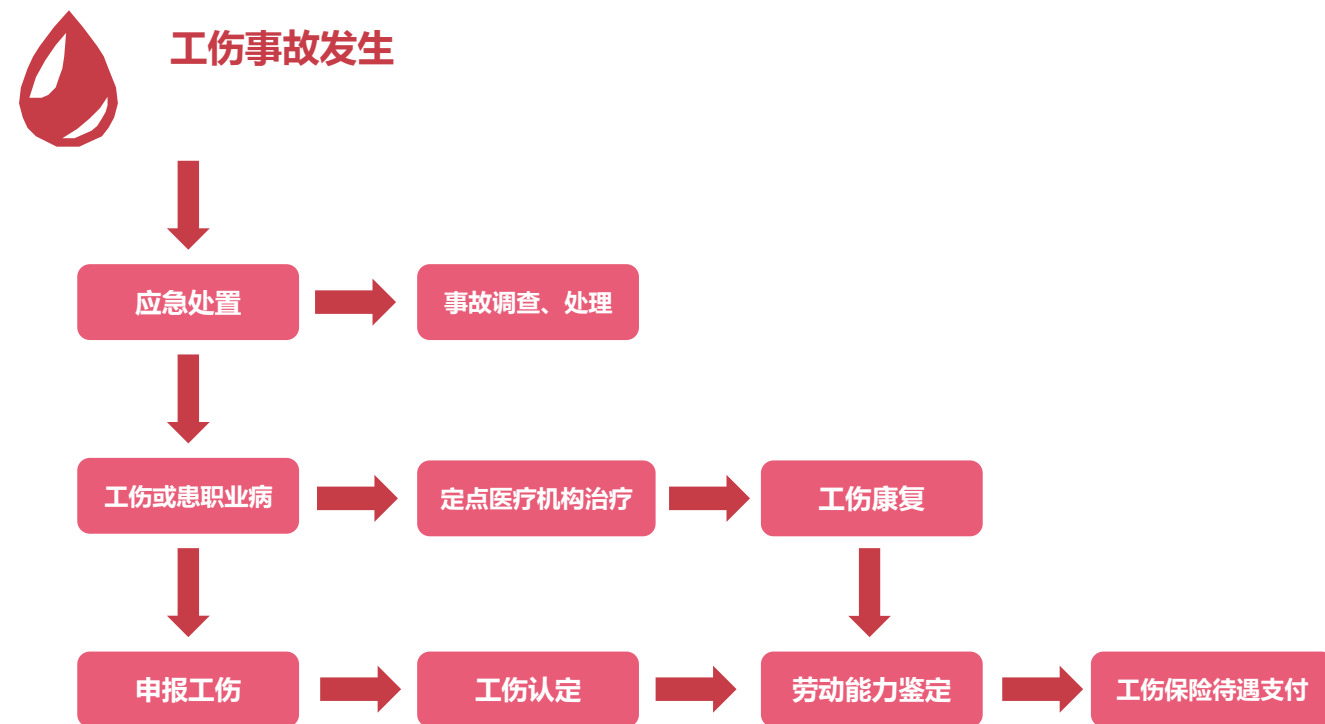 工伤事故发生
应急处置
事故调查、处理
工伤或患职业病
定点医疗机构治疗
工伤康复
申报工伤
工伤认定
劳动能力鉴定
工伤保险待遇支付